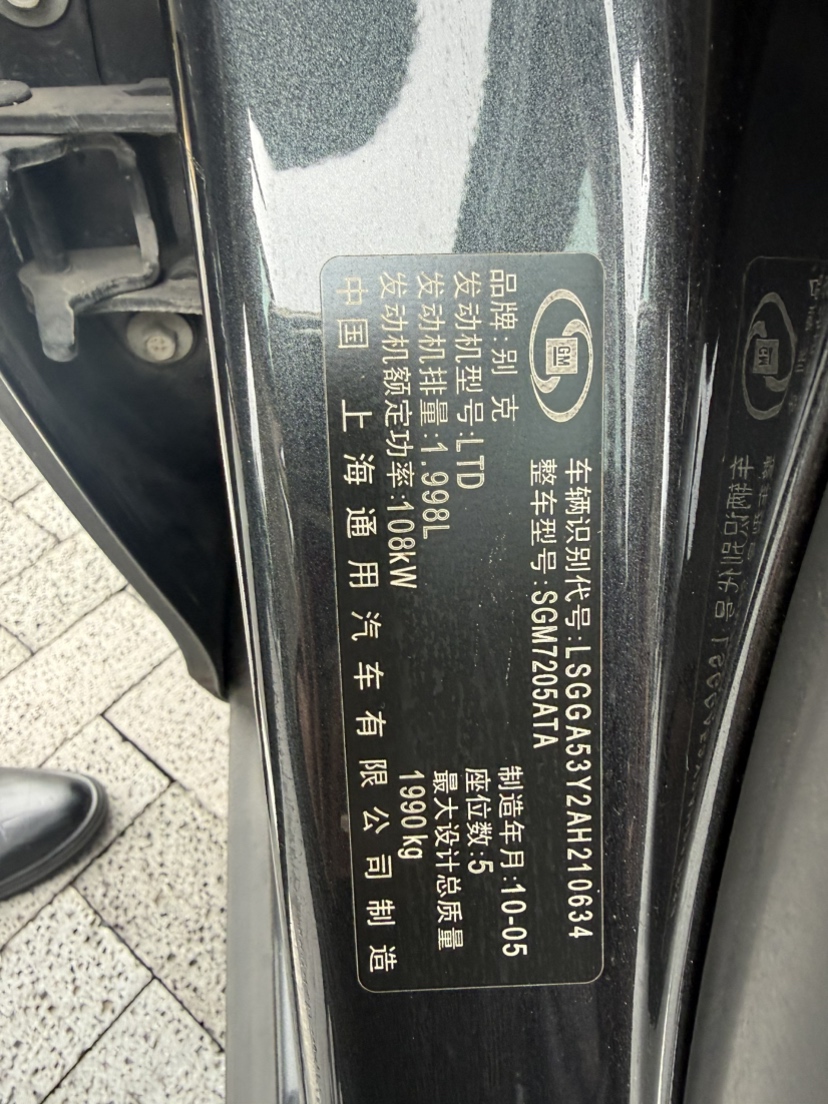 GM
车辆识别代号:LSGGA53Y2AH210634
整车型号:SGM7205ATA
品牌:别克
制造年月:10-05
发动机型号:LTD
座位数:5
发动机排量:1.998L
最大设计总质量
发动机额定功率:108kW
1990kg
中国 上海通用汽车有限公司制造